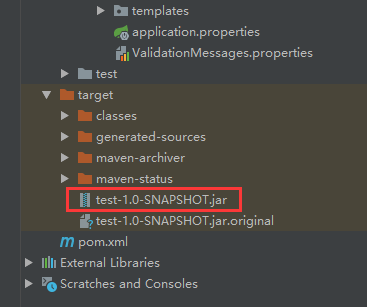 templates
application.properties
ValidationMessages.properties
test
target
classes
generated-sources
maven-archiver
maven-status
test-1.0-SNAPSHOT.jar
test-1.0-SNAPSHOT.jar.original
pom.xml
External Libraries
Scratches and Consoles